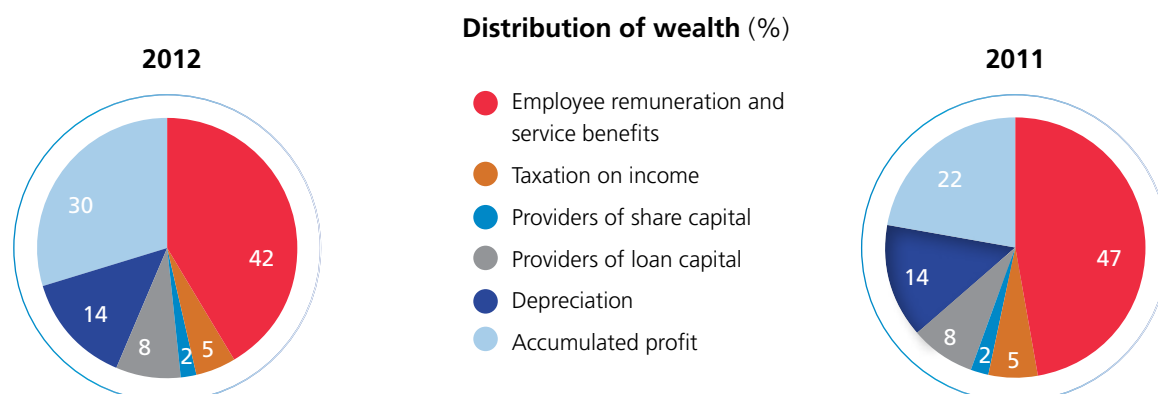 Distribution of wealth (%)
2012
30
42
14
8
2
5
Employee remuneration and
service benefits
Taxation on income
Providers of share capital
Providers of loan capital
Depreciation
Accumulated profit
2011
22
47
14
8
2
5